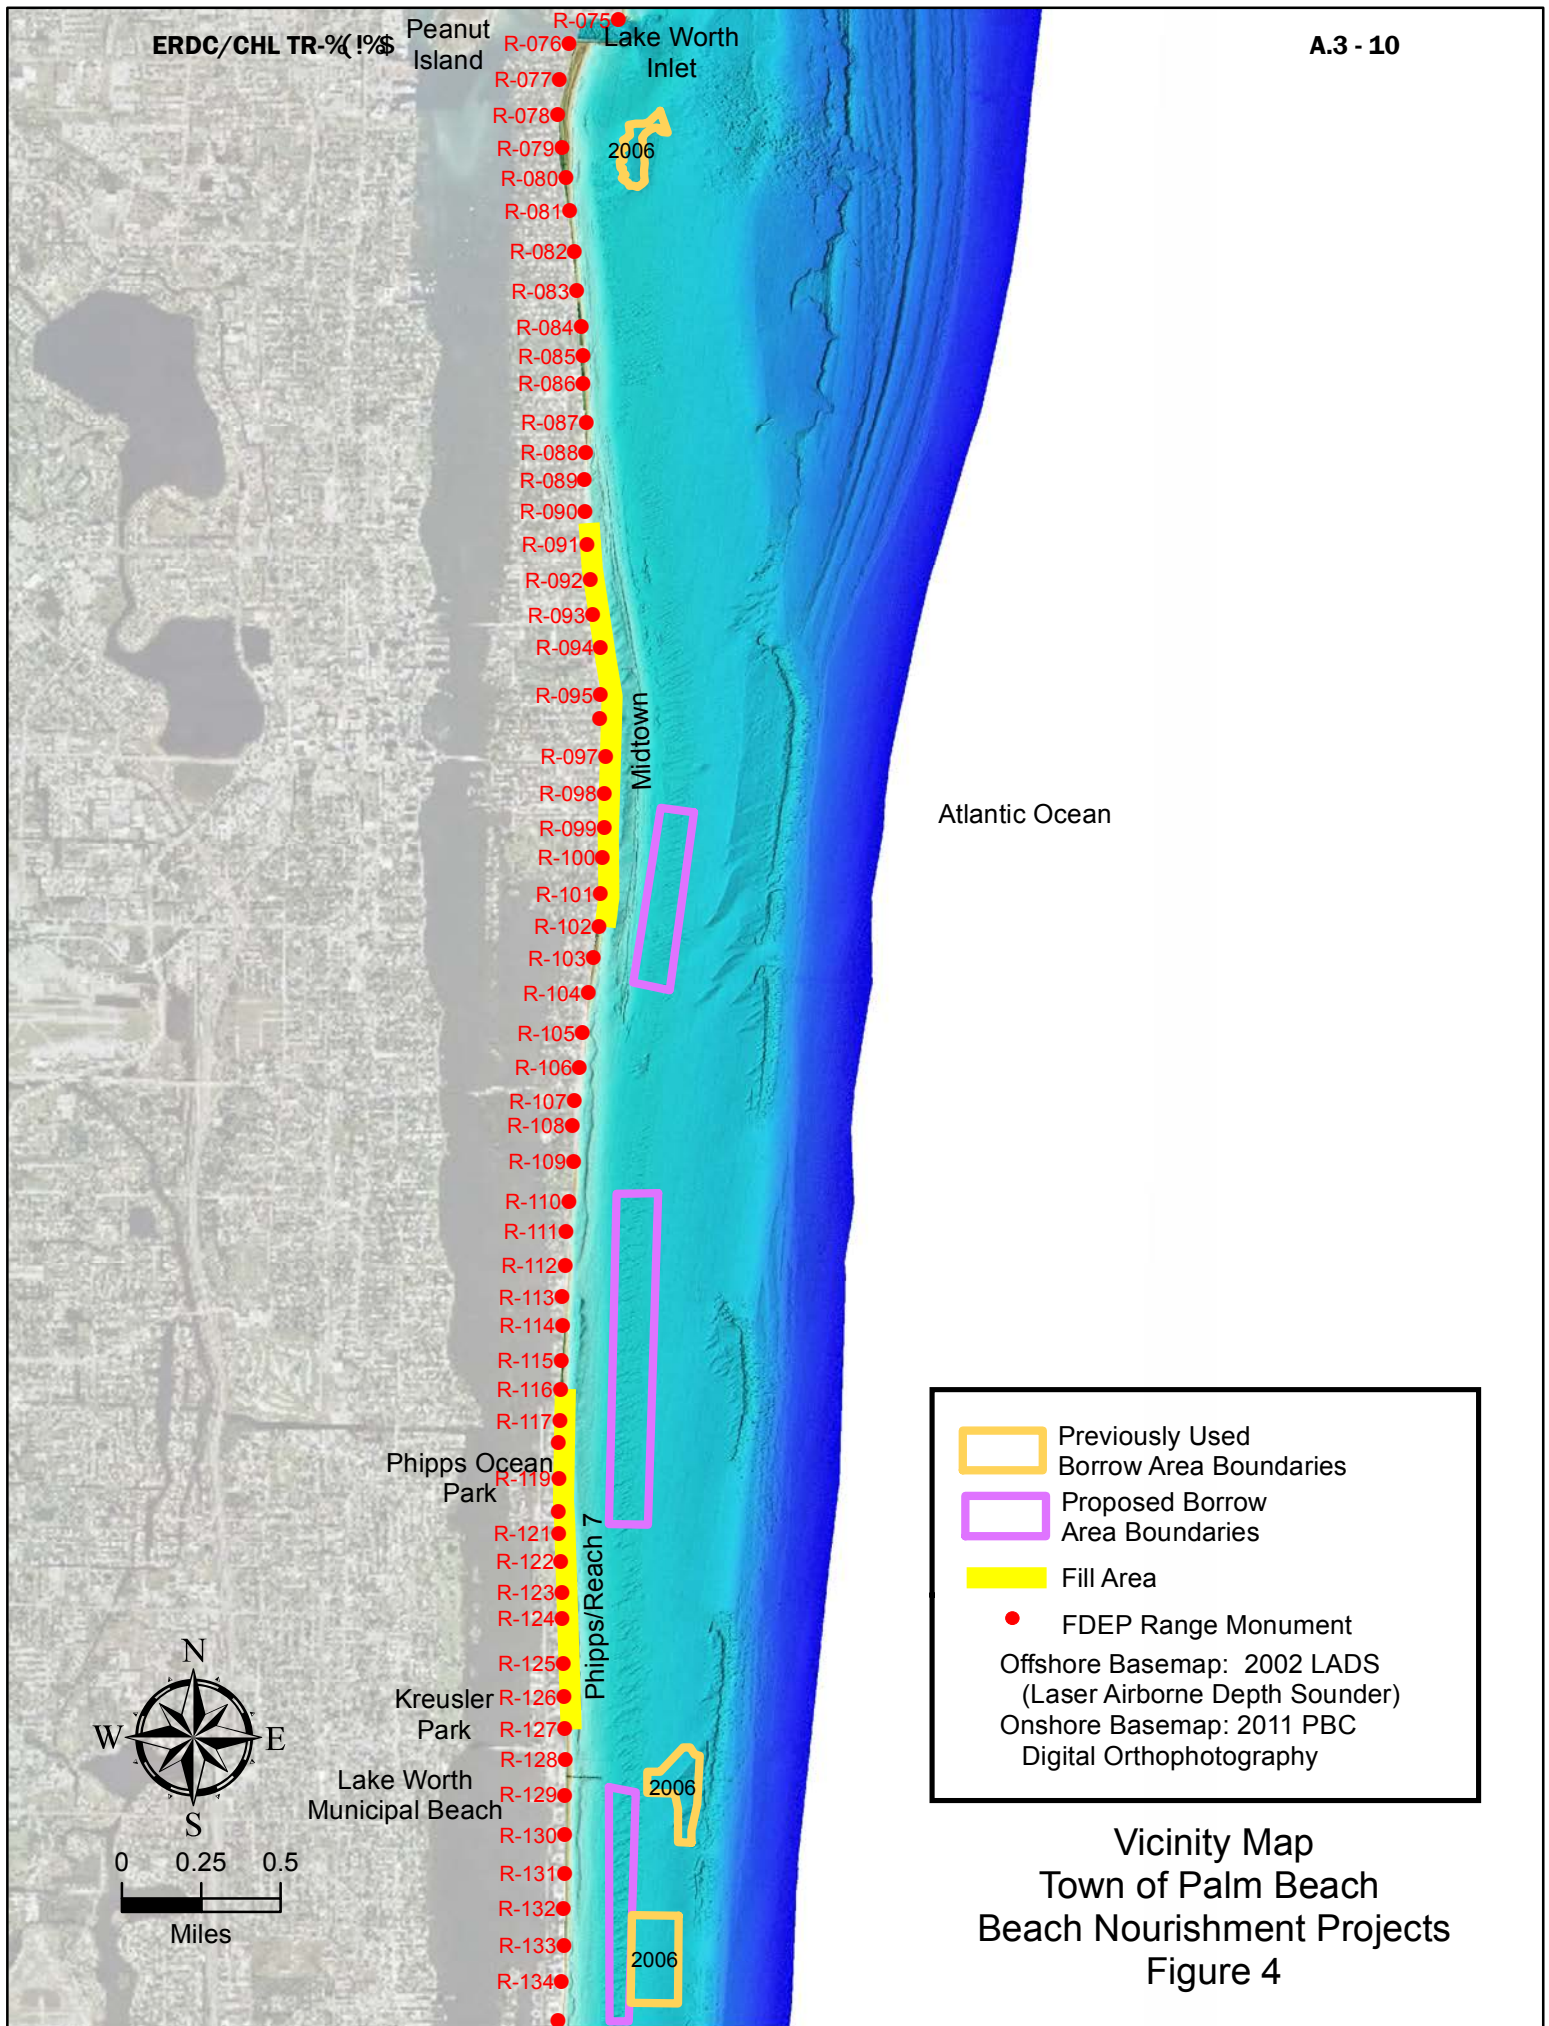 ERDC/CHL TR-%( !%$
A.3 - 10
Peanut
Island
Lake Worth
Inlet
R-075
R-076
R-077
R-078
R-079
2006
R-080
R-081
R-082
R-083
R-084
R-085
R-086
R-087
R-088
R-089
R-090
R-091
R-092
R-093
R-094
R-095
Midtown
R-097
R-098
Atlantic Ocean
R-099
R-100
R-101
R-102
R-103
R-104
R-105
R-106
R-107
R-108
R-109
R-110
R-111
R-112
R-113
R-114
R-115
R-116
R-117
Phipps Ocean
Park
R-119
R-121
R-122
R-123
R-124
Phipps/Reach 7
R-125
Kreusler
Park
R-126
R-127
R-128
Lake Worth
Municipal Beach
R-129
2006
R-130
R-131
R-132
R-133
2006
R-134
N
W
E
S
0 0.25 0.5
Miles
Previously Used
Borrow Area Boundaries
Proposed Borrow
Area Boundaries
Fill Area
FDEP Range Monument
Offshore Basemap: 2002 LADS
(Laser Airborne Depth Sounder)
Onshore Basemap: 2011 PBC
Digital Orthophotography
Vicinity Map
Town of Palm Beach
Beach Nourishment Projects
Figure 4